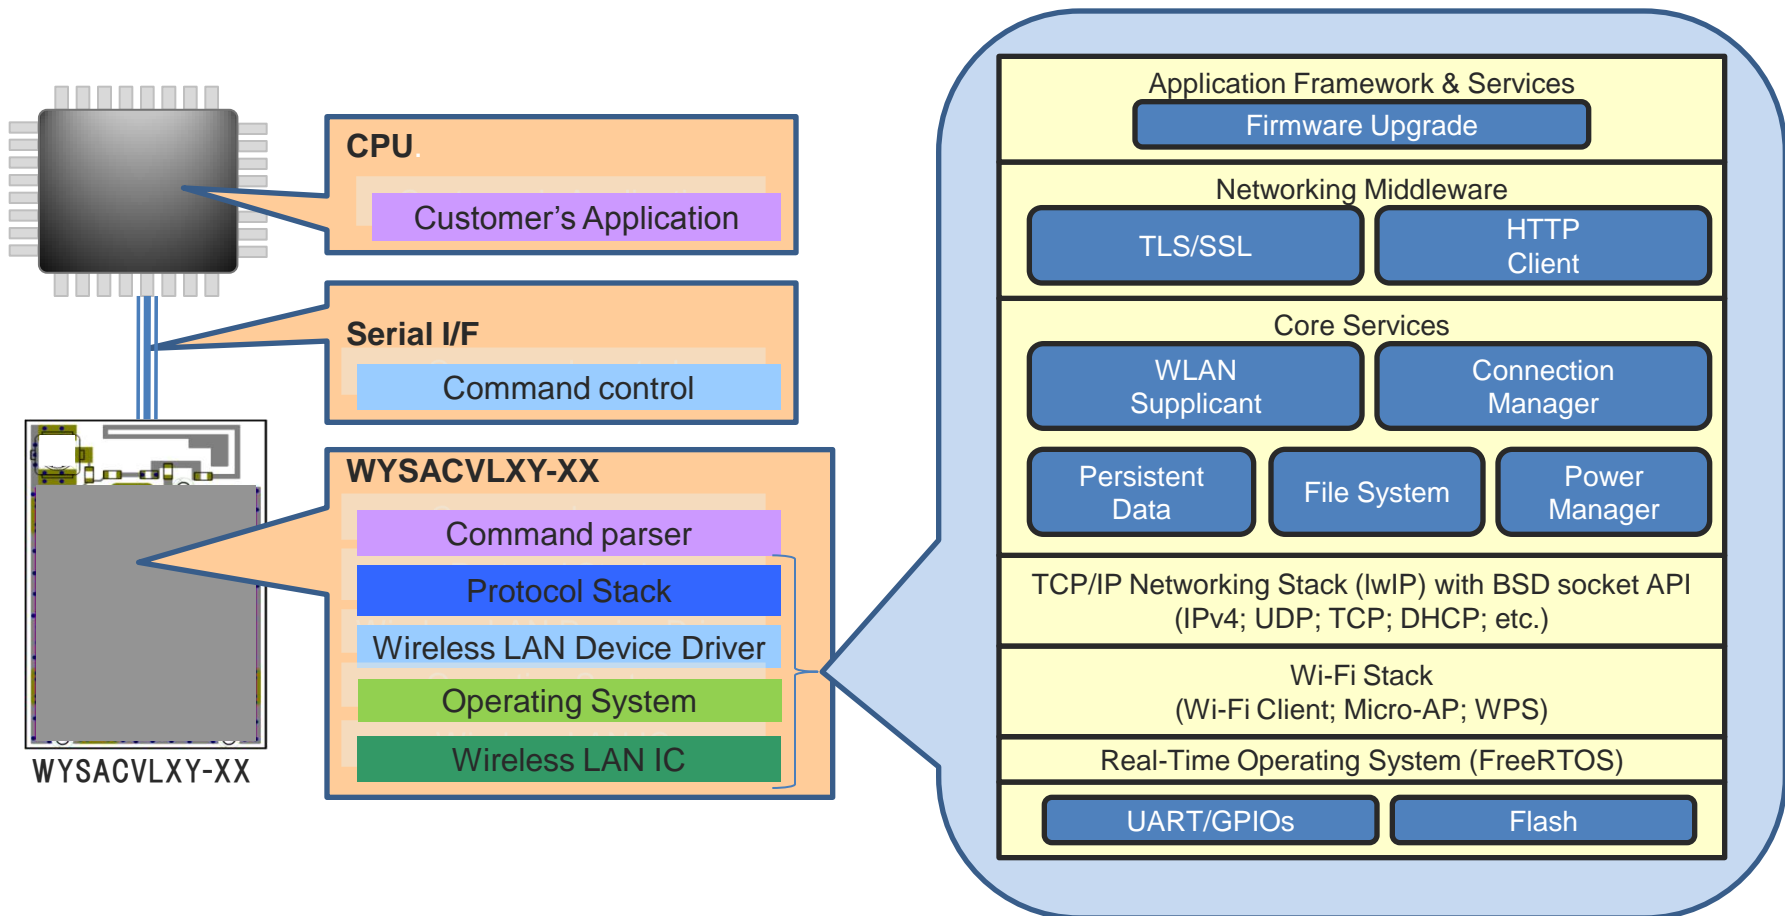 CPU.
Customer's Application
Serial I/F
Command control
WYSACVLXY-XX
Command parser
Protocol Stack
Wireless LAN Device Driver
Operating System
Wireless LAN IC
WYSACVLXY-XX
Application Framework & Services
Firmware Upgrade
Networking Middleware
TLS/SSL
HTTP
Client
Core Services
WLAN
Supplicant
Connection
Manager
Persistent
Data
File System
Power
Manager
TCP/IP Networking Stack (lwIP) with BSD socket API
(IPv4; UDP; TCP; DHCP; etc.)
Wi-Fi Stack
(Wi-Fi Client; Micro-AP; WPS)
Real-Time Operating System (FreeRTOS)
UART/GPIOs
Flash